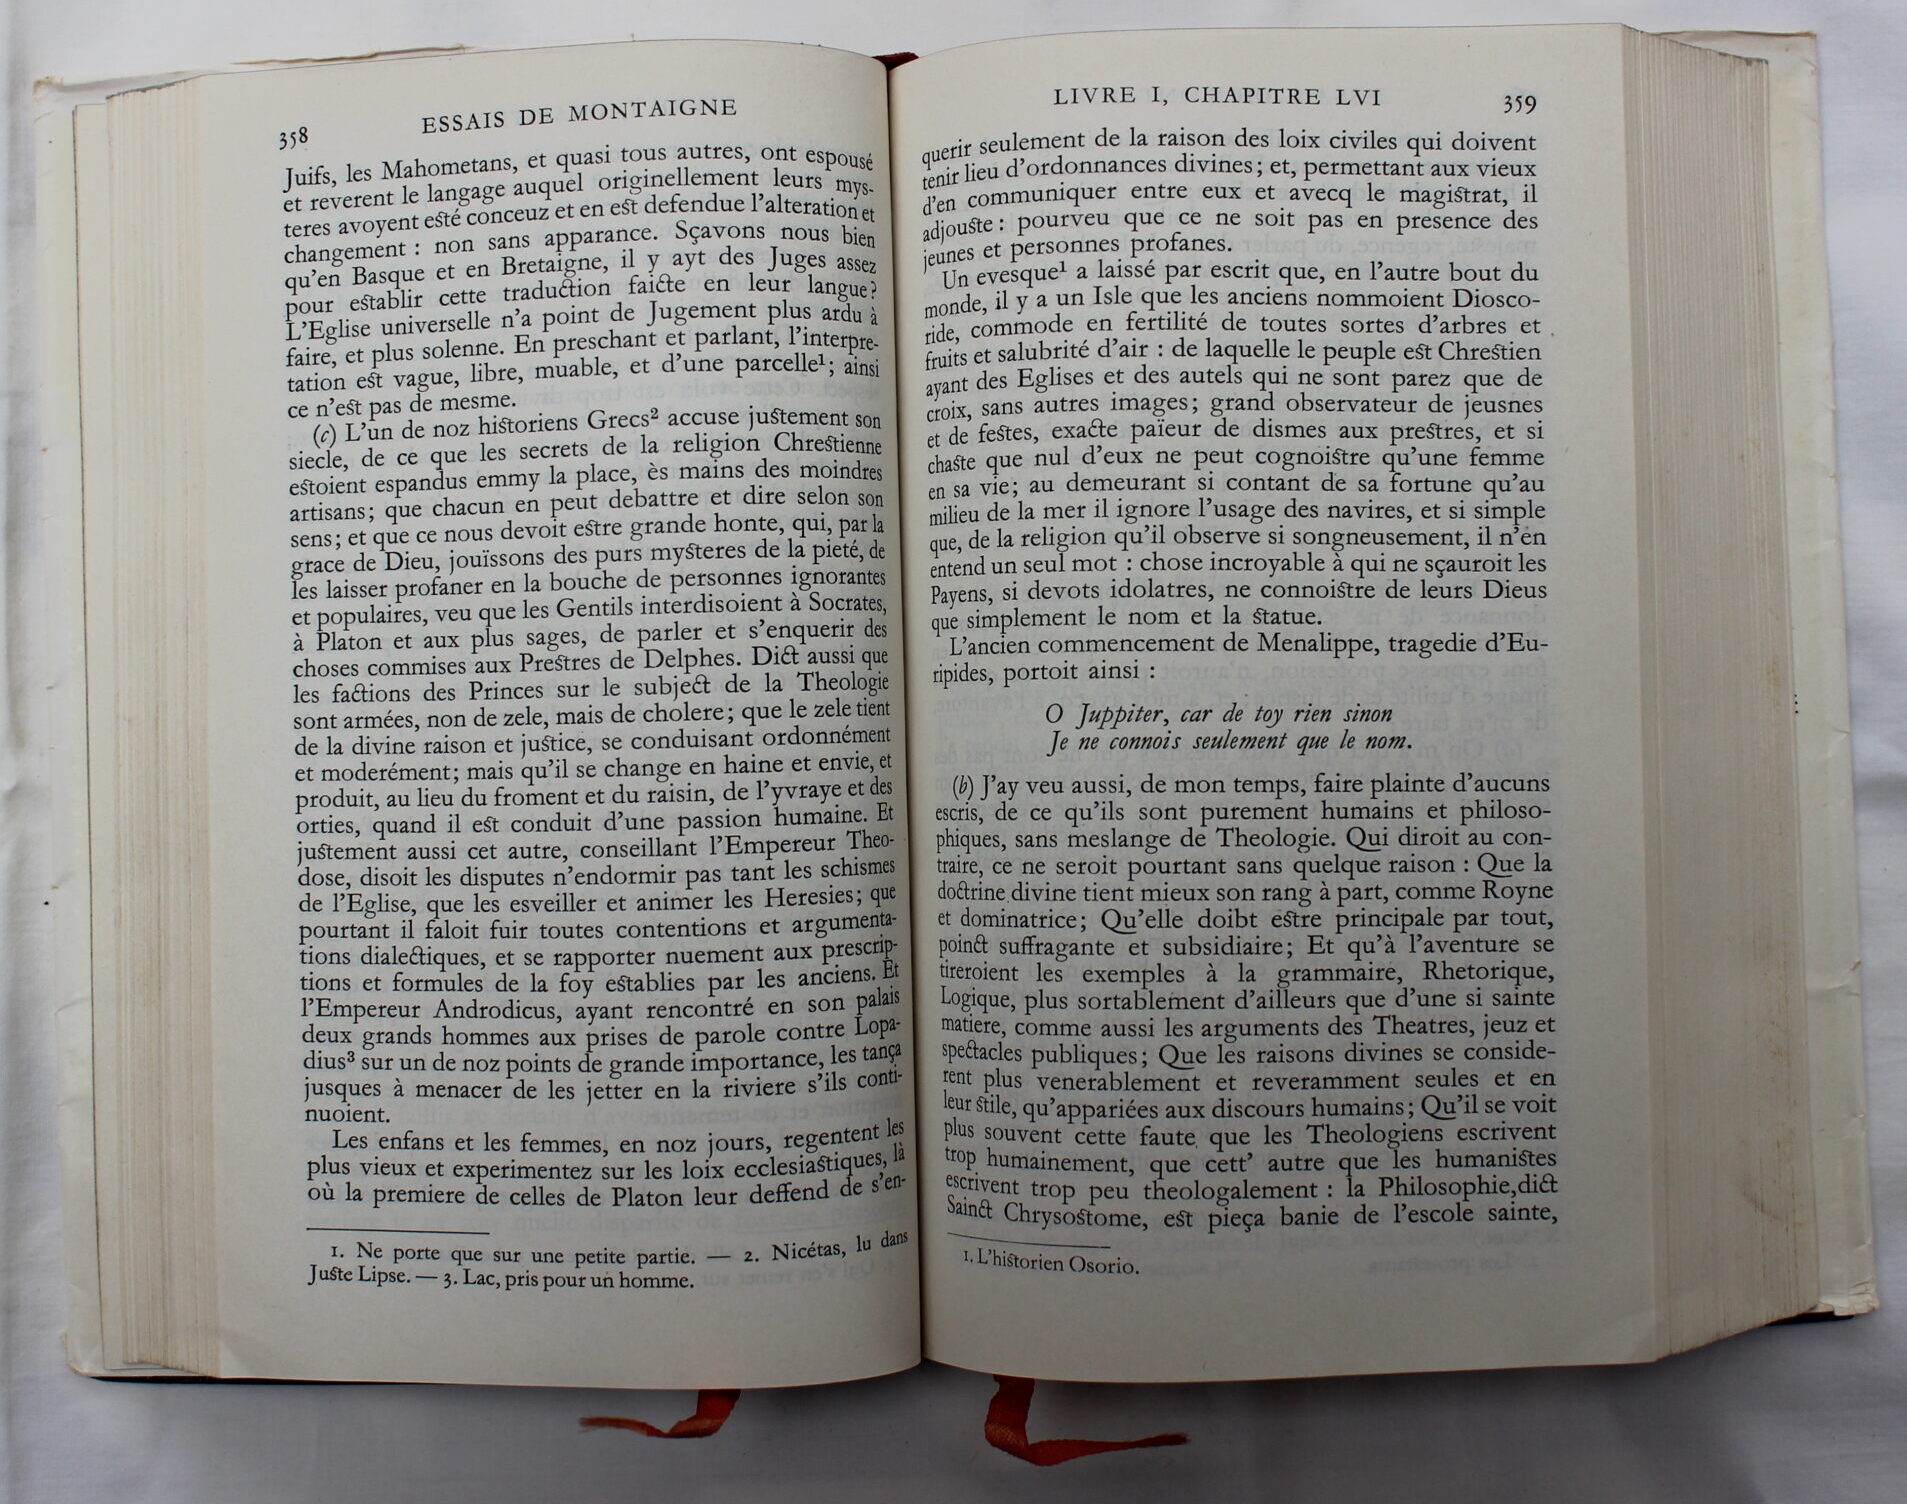 358
ESSAIS DE MONTAIGNE
Juifs, les Mahometans, et quasi tous autres, ont espousé
et reverent le langage auquel originellement leurs mys-
teres avoyent esté conceuz et en est defendue l'alteration et
changement : non sans apparance. Sçavons nous bien
qu'en Basque et en Bretaigne, il y ayt des Juges assez
pour establir cette traduction faicte en leur langue?
L'Eglise universelle n'a point de Jugement plus ardu à
faire, et plus solenne. En preschant et parlant, l'interpre-
tation est vague, libre, muable, et d'une parcelle¹; ainsi
ce n'est pas de mesme.
(c) L'un de noz historiens Grecs² accuse justement son
siecle, de ce que les secrets de la religion Chrestienne
estoient espandus emmy la place, ès mains des moindres
artisans; que chacun en peut debattre et dire selon son
sens; et que ce nous devoit estre grande honte, qui, par la
grace de Dieu, jouïssons des purs mysteres de la pieté, de
les laisser profaner en la bouche de personnes ignorantes
et populaires, veu que les Gentils interdisoient à Socrates,
à Platon et aux plus sages, de parler et s'enquerir des
choses commises aux Prestres de Delphes. Dict aussi que
les factions des Princes sur le subject de la Theologie
sont armées, non de zele, mais de cholere; que le zele tient
de la divine raison et justice, se conduisant ordonnément
et moderément; mais qu'il se change en haine et envie, et
produit, au lieu du froment et du raisin, de l'yvraye et des
orties, quand il est conduit d'une passion humaine. Et
justement aussi cet autre, conseillant l'Empereur Theo-
dose, disoit les disputes n'endormir pas tant les schismes
de l'Eglise, que les esveiller et animer les Heresies; que
pourtant il faloit fuir toutes contentions et argumenta-
tions dialectiques, et se rapporter nuement aux prescrip-
tions et formules de la foy establies par les anciens. Et
l'Empereur Androdicus, ayant rencontré en son palais
deux grands hommes aux prises de parole contre Lopa-
dius³ sur un de noz points de grande importance, les tança
jusques à menacer de les jetter en la riviere s'ils conti-
nuoient.
Les enfans et les femmes, en noz jours, regentent les
plus vieux et experimentez sur les loix ecclesiastiques, là
où la premiere de celles de Platon leur deffend de s'en-
1. Ne porte que sur une petite partie. — 2. Nicétas, lu dans
Juste Lipse. — 3. Lac, pris pour un homme.
LIVRE I, CHAPITRE LVI
359
querir seulement de la raison des loix civiles qui doivent
tenir lieu d'ordonnances divines; et, permettant aux vieux
d'en communiquer entre eux et avecq le magistrat, il
adjouste : pourveu que ce ne soit pas en presence des
jeunes et personnes profanes.
Un evesque¹ a laissé par escrit que, en l'autre bout du
monde, il y a un Isle que les anciens nommoient Diosco-
ride, commode en fertilité de toutes sortes d'arbres et
fruits et salubrité d'air : de laquelle le peuple est Chrestien
ayant des Eglises et des autels qui ne sont parez que de
croix, sans autres images; grand observateur de jeusnes
et de festes, exacte païeur de dismes aux prestres, et si
chaste que nul d'eux ne peut cognoistre qu'une femme
en sa vie; au demeurant si contant de sa fortune qu'au
milieu de la mer il ignore l'usage des navires, et si simple
que, de la religion qu'il observe si songneusement, il n'en
entend un seul mot : chose incroyable à qui ne sçauroit les
Payens, si devots idolatres, ne connoistre de leurs Dieus
que simplement le nom et la statue.
L'ancien commencement de Menalippe, tragedie d'Eu-
ripides, portoit ainsi :
O Juppiter, car de toy rien sinon
Je ne connois seulement que le nom.
(b) J'ay veu aussi, de mon temps, faire plainte d'aucuns
escris, de ce qu'ils sont purement humains et philoso-
phiques, sans meslange de Theologie. Qui diroit au con-
traire, ce ne seroit pourtant sans quelque raison : Que la
doctrine divine tient mieux son rang à part, comme Royne
et dominatrice; Qu'elle doibt estre principale par tout,
poinct suffragante et subsidiaire; Et qu'à l'aventure se
tireroient les exemples à la grammaire, Rhetorique,
Logique, plus sortablement d'ailleurs que d'une si sainte
matiere, comme aussi les arguments des Theatres, jeuz et
spectacles publiques; Que les raisons divines se conside-
rent plus venerablement et reveramment seules et en
leur stile, qu'appariées aux discours humains; Qu'il se voit
plus souvent cette faute que les Theologiens escrivent
trop humainement, que cett' autre que les humanistes
escrivent trop peu theologalement : la Philosophie,dict
Sainct Chrysostome, est pieça banie de l'escole sainte,
1. L'historien Osorio.